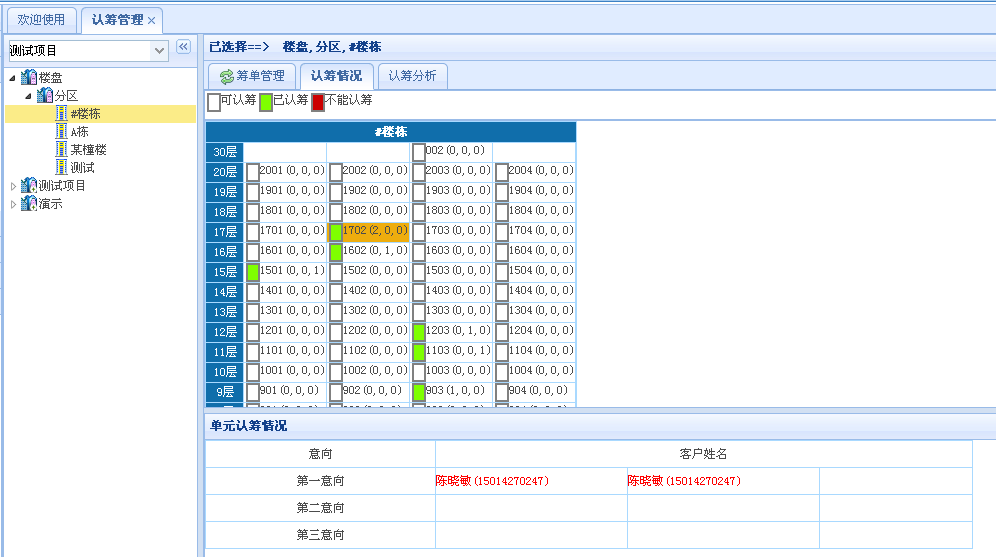 欢迎使用 认筹管理
测试项目
楼盘
分区
#楼栋
A栋
某幢楼
测试
测试项目
演示
已选择==> 楼盘,分区,#楼栋
筹单管理 认筹情况 认筹分析
可认筹 已认筹 不能认筹
#楼栋
30层 002(0,0,0)
20层 2001(0,0,0) 2002(0,0,0) 2003(0,0,0) 2004(0,0,0)
19层 1901(0,0,0) 1902(0,0,0) 1903(0,0,0) 1904(0,0,0)
18层 1801(0,0,0) 1802(0,0,0) 1803(0,0,0) 1804(0,0,0)
17层 1701(0,0,0) 1702(2,0,0) 1703(0,0,0) 1704(0,0,0)
16层 1601(0,0,0) 1602(0,1,0) 1603(0,0,0) 1604(0,0,0)
15层 1501(0,0,1) 1502(0,0,0) 1503(0,0,0) 1504(0,0,0)
14层 1401(0,0,0) 1402(0,0,0) 1403(0,0,0) 1404(0,0,0)
13层 1301(0,0,0) 1302(0,0,0) 1303(0,0,0) 1304(0,0,0)
12层 1201(0,0,0) 1202(0,0,0) 1203(0,1,0) 1204(0,0,0)
11层 1101(0,0,0) 1102(0,0,0) 1103(0,0,1) 1104(0,0,0)
10层 1001(0,0,0) 1002(0,0,0) 1003(0,0,0) 1004(0,0,0)
9层 901(0,0,0) 902(0,0,0) 903(1,0,0) 904(0,0,0)
单元认筹情况
意向 客户姓名
第一意向 陈晓敏(15014270247) 陈晓敏(15014270247)
第二意向
第三意向